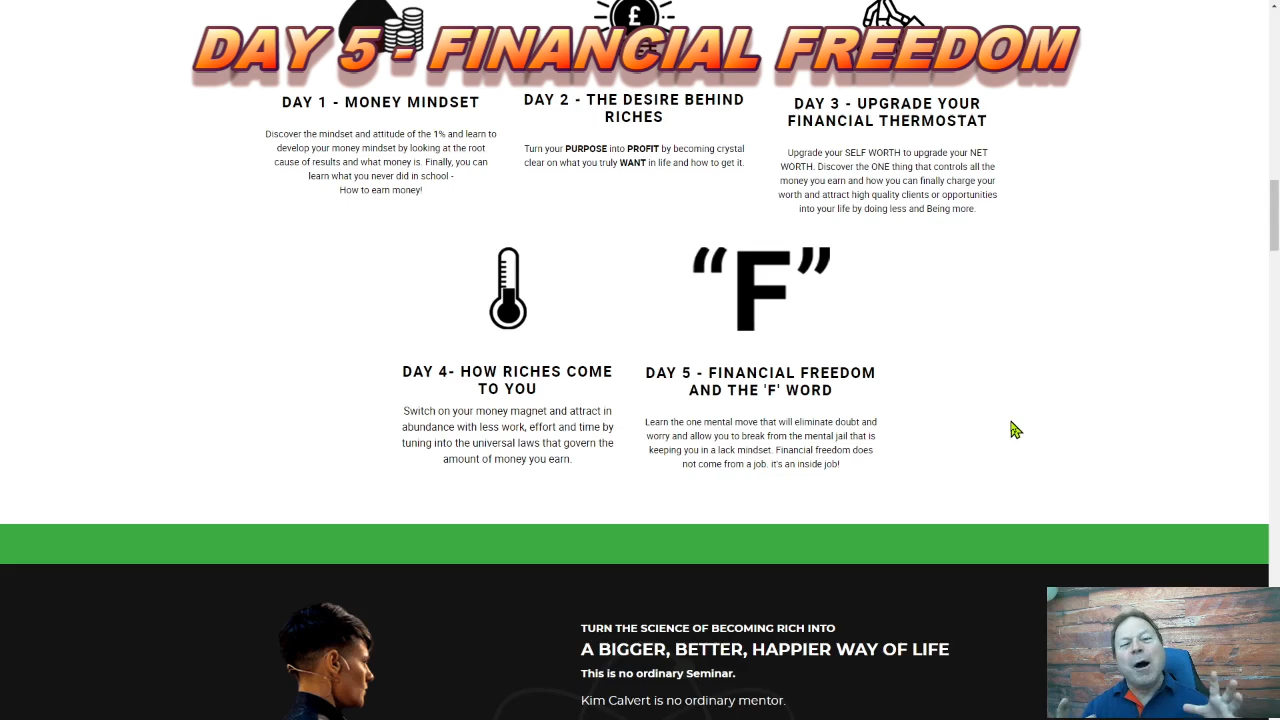 DAY 5 - FINANCIAL FREEDOM
£
DAY 1 - MONEY MINDSET
Discover the mindset and attitude of the 1% and learn to
develop your money mindset by looking at the root
cause of results and what money is. Finally, you can
learn what you never did in school -
How to earn money!
DAY 2 - THE DESIRE BEHIND
RICHES
Turn your PURPOSE into PROFIT by becoming crystal
clear on what you truly WANT in life and how to get it.
DAY 3 - UPGRADE YOUR
FINANCIAL THERMOSTAT
Upgrade your SELF WORTH to upgrade your NET
WORTH. Discover the ONE thing that controls all the
money you earn and how you can finally charge your
worth and attract high quality clients or opportunities
into your life by doing less and Being more.
“F”
DAY 4- HOW RICHES COME
TO YOU
Switch on your money magnet and attract in
abundance with less work, effort and time by
tuning into the universal laws that govern the
amount of money you earn.
DAY 5 - FINANCIAL FREEDOM
AND THE 'F' WORD
Learn the one mental move that will eliminate doubt and
worry and allow you to break from the mental jail that is
keeping you in a lack mindset. Financial freedom does
not come from a job. it's an inside job!
TURN THE SCIENCE OF BECOMING RICH INTO
A BIGGER, BETTER, HAPPIER WAY OF LIFE
This is no ordinary Seminar.
Kim Calvert is no ordinary mentor.